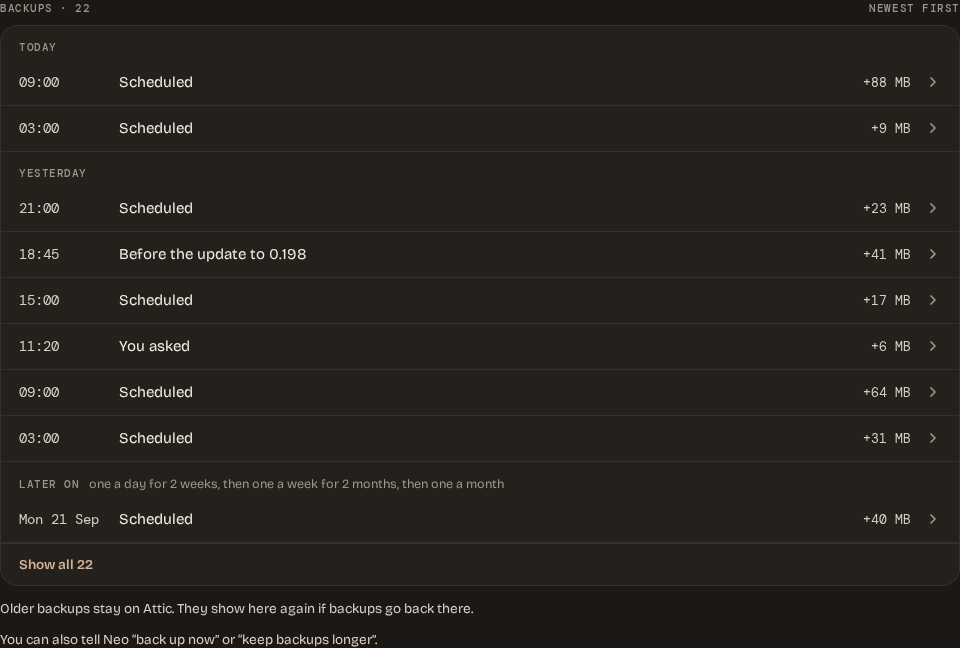 BACKUPS · 22
NEWEST FIRST
TODAY
09:00 Scheduled +88 MB
03:00 Scheduled +9 MB
YESTERDAY
21:00 Scheduled +23 MB
18:45 Before the update to 0.198 +41 MB
15:00 Scheduled +17 MB
11:20 You asked +6 MB
09:00 Scheduled +64 MB
03:00 Scheduled +31 MB
LATER ON one a day for 2 weeks, then one a week for 2 months, then one a month
Mon 21 Sep Scheduled +40 MB
Show all 22
Older backups stay on Attic. They show here again if backups go back there.
You can also tell Neo “back up now” or “keep backups longer”.